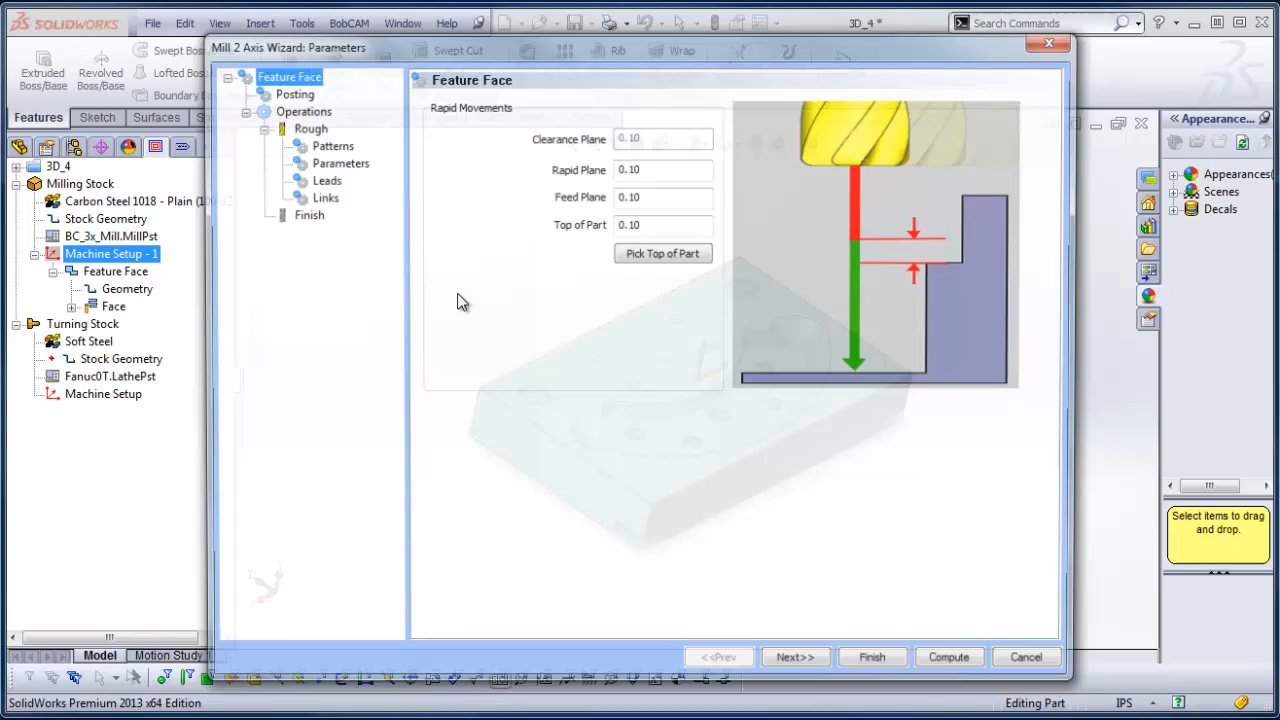 SOLIDWORKS File Edit View Insert Tools BobCAM Window Help 3D_4 * Search Commands
Mill 2 Axis Wizard: Parameters
Extruded Boss/Base
Revolved Boss/Base
Swept Boss
Lofted Boss
Boundary
Swept Cut
Rib
Wrap
Features Sketch Surfaces
3D_4
Milling Stock
Carbon Steel 1018 - Plain (10
Stock Geometry
BC_3x_Mill.MillPst
Machine Setup - 1
Feature Face
Geometry
Face
Turning Stock
Soft Steel
Stock Geometry
Fanuc0T.LathePst
Machine Setup
Feature Face
Posting
Operations
Rough
Patterns
Parameters
Leads
Links
Finish
Feature Face
Rapid Movements
Clearance Plane 0.10
Rapid Plane 0.10
Feed Plane 0.10
Top of Part 0.10
Pick Top of Part
<<Prev Next>> Finish Compute Cancel
Appearance...
Appearances(
Scenes
Decals
Select items to drag
and drop.
Model Motion Study
SolidWorks Premium 2013 x64 Edition Editing Part IPS